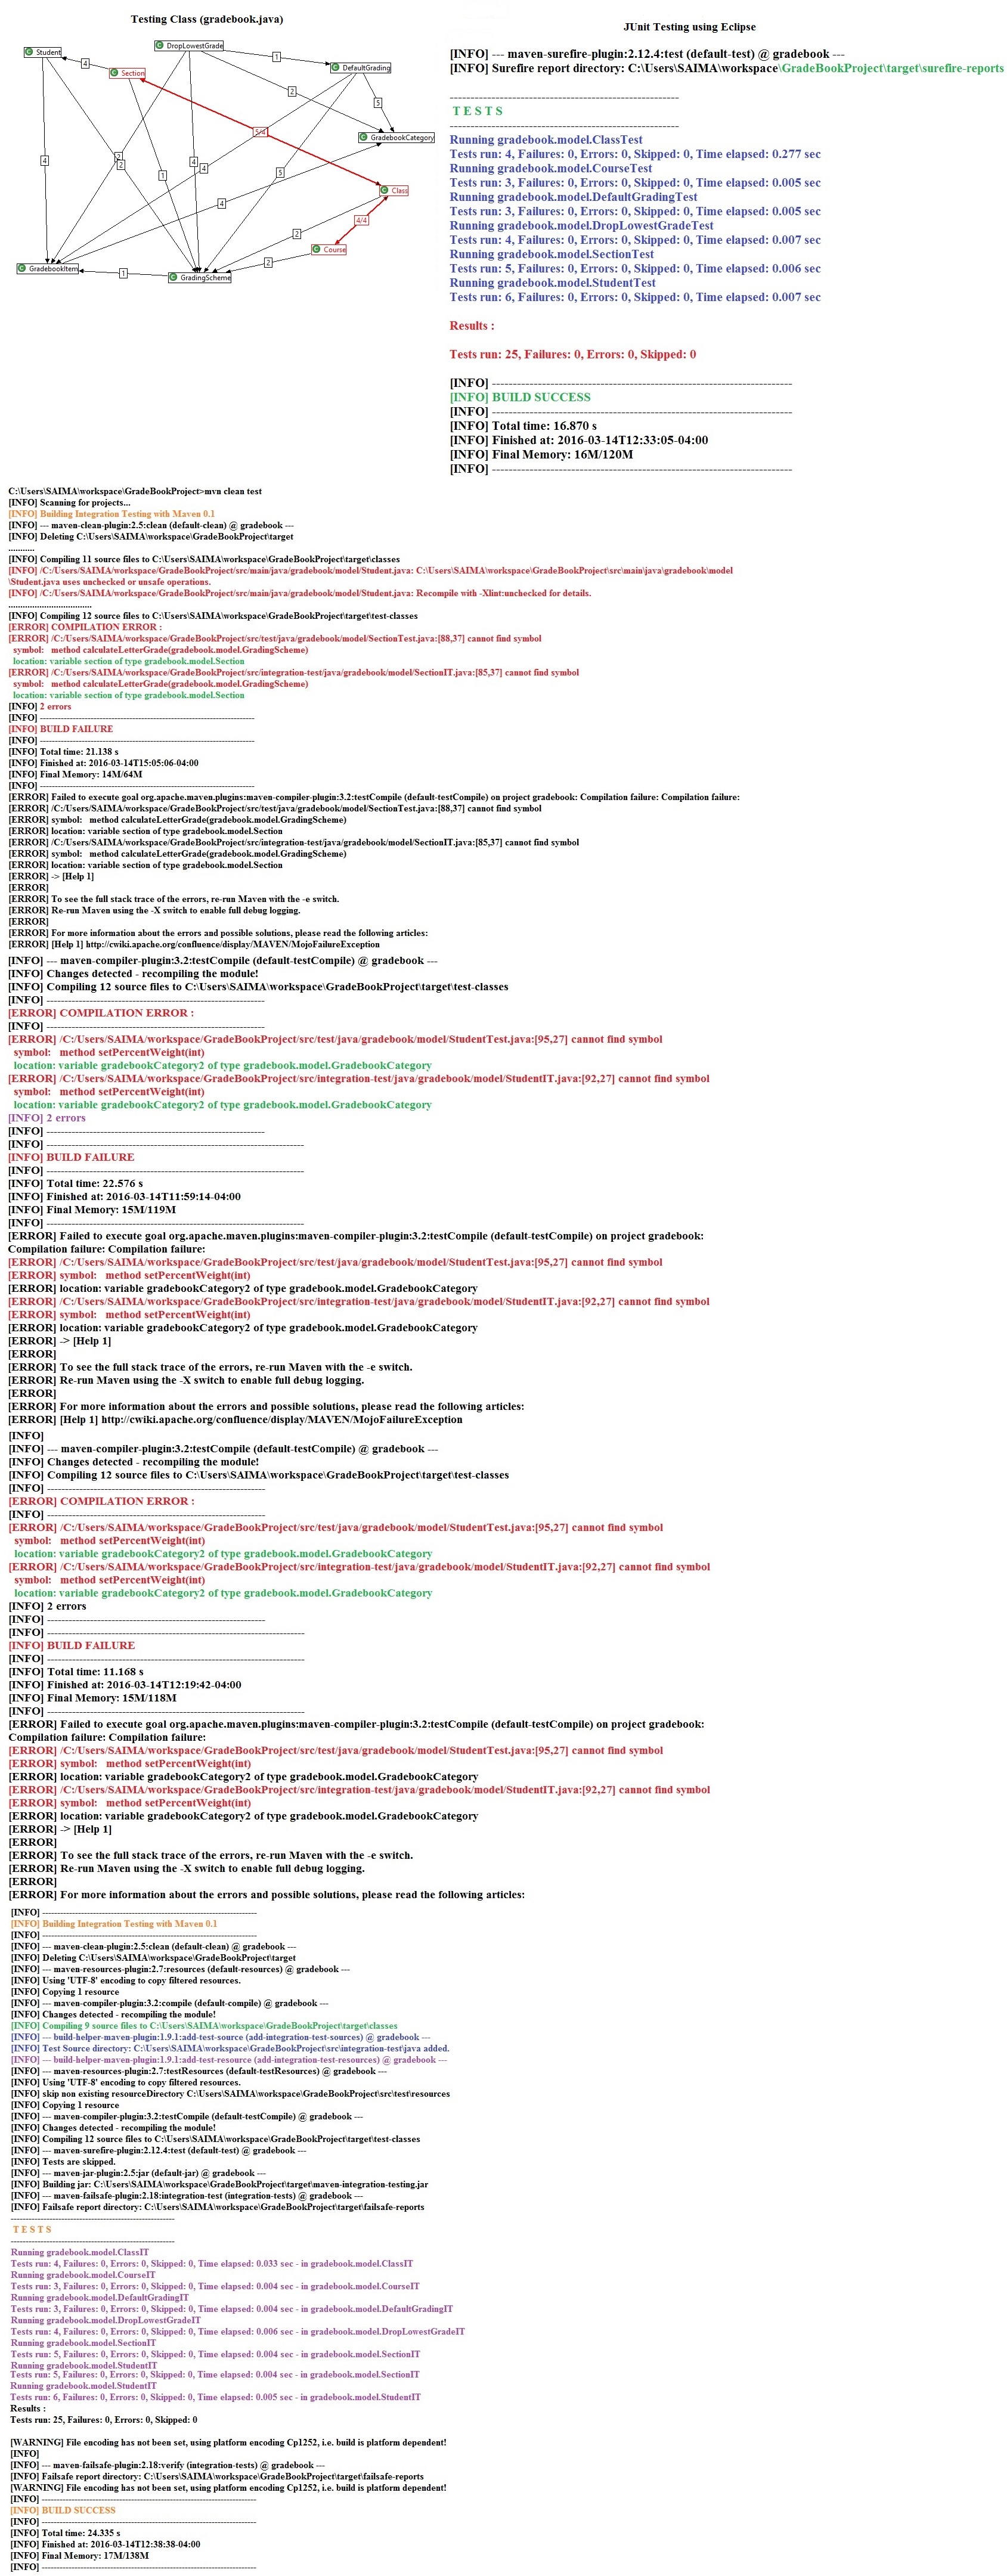 Testing Class (gradebook.java)
Student
DropLowestGrade
4
Section
1
DefaultGrading
2
5
5/4
GradebookCategory
2
2
4
4
4
1
5
Class
4
4/4
2
Course
2
GradebookItem
1
GradingScheme
JUnit Testing using Eclipse
[INFO] --- maven-surefire-plugin:2.12.4:test (default-test) @ gradebook ---
[INFO] Surefire report directory: C:\Users\SAIMA\workspace\GradeBookProject\target\surefire-reports
-------------------------------------------------------
T E S T S
-------------------------------------------------------
Running gradebook.model.ClassTest
Tests run: 4, Failures: 0, Errors: 0, Skipped: 0, Time elapsed: 0.277 sec
Running gradebook.model.CourseTest
Tests run: 3, Failures: 0, Errors: 0, Skipped: 0, Time elapsed: 0.005 sec
Running gradebook.model.DefaultGradingTest
Tests run: 3, Failures: 0, Errors: 0, Skipped: 0, Time elapsed: 0.005 sec
Running gradebook.model.DropLowestGradeTest
Tests run: 4, Failures: 0, Errors: 0, Skipped: 0, Time elapsed: 0.007 sec
Running gradebook.model.SectionTest
Tests run: 5, Failures: 0, Errors: 0, Skipped: 0, Time elapsed: 0.006 sec
Running gradebook.model.StudentTest
Tests run: 6, Failures: 0, Errors: 0, Skipped: 0, Time elapsed: 0.007 sec
Results :
Tests run: 25, Failures: 0, Errors: 0, Skipped: 0
[INFO] ------------------------------------------------------------------------
[INFO] BUILD SUCCESS
[INFO] ------------------------------------------------------------------------
[INFO] Total time: 16.870 s
[INFO] Finished at: 2016-03-14T12:33:05-04:00
[INFO] Final Memory: 16M/120M
[INFO] ------------------------------------------------------------------------
C:\Users\SAIMA\workspace\GradeBookProject>mvn clean test
[INFO] Scanning for projects...
[INFO] Building Integration Testing with Maven 0.1
[INFO] --- maven-clean-plugin:2.5:clean (default-clean) @ gradebook ---
[INFO] Deleting C:\Users\SAIMA\workspace\GradeBookProject\target
...........
[INFO] Compiling 11 source files to C:\Users\SAIMA\workspace\GradeBookProject\target\classes
[INFO] /C:/Users/SAIMA/workspace/GradeBookProject/src/main/java/gradebook/model/Student.java: C:\Users\SAIMA\workspace\GradeBookProject\src\main\java\gradebook\model
\Student.java uses unchecked or unsafe operations.
[INFO] /C:/Users/SAIMA/workspace/GradeBookProject/src/main/java/gradebook/model/Student.java: Recompile with -Xlint:unchecked for details.
...................................
[INFO] Compiling 12 source files to C:\Users\SAIMA\workspace\GradeBookProject\target\test-classes
[ERROR] COMPILATION ERROR :
[ERROR] /C:/Users/SAIMA/workspace/GradeBookProject/src/test/java/gradebook/model/SectionTest.java:[88,37] cannot find symbol
symbol: method calculateLetterGrade(gradebook.model.GradingScheme)
location: variable section of type gradebook.model.Section
[ERROR] /C:/Users/SAIMA/workspace/GradeBookProject/src/integration-test/java/gradebook/model/SectionIT.java:[85,37] cannot find symbol
symbol: method calculateLetterGrade(gradebook.model.GradingScheme)
location: variable section of type gradebook.model.Section
[INFO] 2 errors
[INFO] ------------------------------------------------------------------------
[INFO] BUILD FAILURE
[INFO] ------------------------------------------------------------------------
[INFO] Total time: 21.138 s
[INFO] Finished at: 2016-03-14T15:05:06-04:00
[INFO] Final Memory: 14M/64M
[INFO] ------------------------------------------------------------------------
[ERROR] Failed to execute goal org.apache.maven.plugins:maven-compiler-plugin:3.2:testCompile (default-testCompile) on project gradebook: Compilation failure: Compilation failure:
[ERROR] /C:/Users/SAIMA/workspace/GradeBookProject/src/test/java/gradebook/model/SectionTest.java:[88,37] cannot find symbol
[ERROR] symbol: method calculateLetterGrade(gradebook.model.GradingScheme)
[ERROR] location: variable section of type gradebook.model.Section
[ERROR] /C:/Users/SAIMA/workspace/GradeBookProject/src/integration-test/java/gradebook/model/SectionIT.java:[85,37] cannot find symbol
[ERROR] symbol: method calculateLetterGrade(gradebook.model.GradingScheme)
[ERROR] location: variable section of type gradebook.model.Section
[ERROR] -> [Help 1]
[ERROR]
[ERROR] To see the full stack trace of the errors, re-run Maven with the -e switch.
[ERROR] Re-run Maven using the -X switch to enable full debug logging.
[ERROR]
[ERROR] For more information about the errors and possible solutions, please read the following articles:
[ERROR] [Help 1] http://cwiki.apache.org/confluence/display/MAVEN/MojoFailureException
[INFO] --- maven-compiler-plugin:3.2:testCompile (default-testCompile) @ gradebook ---
[INFO] Changes detected - recompiling the module!
[INFO] Compiling 12 source files to C:\Users\SAIMA\workspace\GradeBookProject\target\test-classes
[INFO] -------------------------------------------------------------
[ERROR] COMPILATION ERROR :
[INFO] -------------------------------------------------------------
[ERROR] /C:/Users/SAIMA/workspace/GradeBookProject/src/test/java/gradebook/model/StudentTest.java:[95,27] cannot find symbol
symbol: method setPercentWeight(int)
location: variable gradebookCategory2 of type gradebook.model.GradebookCategory
[ERROR] /C:/Users/SAIMA/workspace/GradeBookProject/src/integration-test/java/gradebook/model/StudentIT.java:[92,27] cannot find symbol
symbol: method setPercentWeight(int)
location: variable gradebookCategory2 of type gradebook.model.GradebookCategory
[INFO] 2 errors
[INFO] -------------------------------------------------------------
[INFO] ------------------------------------------------------------------------
[INFO] BUILD FAILURE
[INFO] ------------------------------------------------------------------------
[INFO] Total time: 22.576 s
[INFO] Finished at: 2016-03-14T11:59:14-04:00
[INFO] Final Memory: 15M/119M
[INFO] ------------------------------------------------------------------------
[ERROR] Failed to execute goal org.apache.maven.plugins:maven-compiler-plugin:3.2:testCompile (default-testCompile) on project gradebook:
Compilation failure: Compilation failure:
[ERROR] /C:/Users/SAIMA/workspace/GradeBookProject/src/test/java/gradebook/model/StudentTest.java:[95,27] cannot find symbol
[ERROR] symbol: method setPercentWeight(int)
[ERROR] location: variable gradebookCategory2 of type gradebook.model.GradebookCategory
[ERROR] /C:/Users/SAIMA/workspace/GradeBookProject/src/integration-test/java/gradebook/model/StudentIT.java:[92,27] cannot find symbol
[ERROR] symbol: method setPercentWeight(int)
[ERROR] location: variable gradebookCategory2 of type gradebook.model.GradebookCategory
[ERROR] -> [Help 1]
[ERROR]
[ERROR] To see the full stack trace of the errors, re-run Maven with the -e switch.
[ERROR] Re-run Maven using the -X switch to enable full debug logging.
[ERROR]
[ERROR] For more information about the errors and possible solutions, please read the following articles:
[ERROR] [Help 1] http://cwiki.apache.org/confluence/display/MAVEN/MojoFailureException
[INFO]
[INFO] --- maven-compiler-plugin:3.2:testCompile (default-testCompile) @ gradebook ---
[INFO] Changes detected - recompiling the module!
[INFO] Compiling 12 source files to C:\Users\SAIMA\workspace\GradeBookProject\target\test-classes
[INFO] -------------------------------------------------------------
[ERROR] COMPILATION ERROR :
[INFO] -------------------------------------------------------------
[ERROR] /C:/Users/SAIMA/workspace/GradeBookProject/src/test/java/gradebook/model/StudentTest.java:[95,27] cannot find symbol
symbol: method setPercentWeight(int)
location: variable gradebookCategory2 of type gradebook.model.GradebookCategory
[ERROR] /C:/Users/SAIMA/workspace/GradeBookProject/src/integration-test/java/gradebook/model/StudentIT.java:[92,27] cannot find symbol
symbol: method setPercentWeight(int)
location: variable gradebookCategory2 of type gradebook.model.GradebookCategory
[INFO] 2 errors
[INFO] -------------------------------------------------------------
[INFO] ------------------------------------------------------------------------
[INFO] BUILD FAILURE
[INFO] ------------------------------------------------------------------------
[INFO] Total time: 11.168 s
[INFO] Finished at: 2016-03-14T12:19:42-04:00
[INFO] Final Memory: 15M/118M
[INFO] ------------------------------------------------------------------------
[ERROR] Failed to execute goal org.apache.maven.plugins:maven-compiler-plugin:3.2:testCompile (default-testCompile) on project gradebook:
Compilation failure: Compilation failure:
[ERROR] /C:/Users/SAIMA/workspace/GradeBookProject/src/test/java/gradebook/model/StudentTest.java:[95,27] cannot find symbol
[ERROR] symbol: method setPercentWeight(int)
[ERROR] location: variable gradebookCategory2 of type gradebook.model.GradebookCategory
[ERROR] /C:/Users/SAIMA/workspace/GradeBookProject/src/integration-test/java/gradebook/model/StudentIT.java:[92,27] cannot find symbol
[ERROR] symbol: method setPercentWeight(int)
[ERROR] location: variable gradebookCategory2 of type gradebook.model.GradebookCategory
[ERROR] -> [Help 1]
[ERROR]
[ERROR] To see the full stack trace of the errors, re-run Maven with the -e switch.
[ERROR] Re-run Maven using the -X switch to enable full debug logging.
[ERROR]
[ERROR] For more information about the errors and possible solutions, please read the following articles:
[INFO] ------------------------------------------------------------------------
[INFO] Building Integration Testing with Maven 0.1
[INFO] ------------------------------------------------------------------------
[INFO] --- maven-clean-plugin:2.5:clean (default-clean) @ gradebook ---
[INFO] Deleting C:\Users\SAIMA\workspace\GradeBookProject\target
[INFO] --- maven-resources-plugin:2.7:resources (default-resources) @ gradebook ---
[INFO] Using 'UTF-8' encoding to copy filtered resources.
[INFO] Copying 1 resource
[INFO] --- maven-compiler-plugin:3.2:compile (default-compile) @ gradebook ---
[INFO] Changes detected - recompiling the module!
[INFO] Compiling 9 source files to C:\Users\SAIMA\workspace\GradeBookProject\target\classes
[INFO] --- build-helper-maven-plugin:1.9.1:add-test-source (add-integration-test-sources) @ gradebook ---
[INFO] Test Source directory: C:\Users\SAIMA\workspace\GradeBookProject\src\integration-test\java added.
[INFO] --- build-helper-maven-plugin:1.9.1:add-test-resource (add-integration-test-resources) @ gradebook ---
[INFO] --- maven-resources-plugin:2.7:testResources (default-testResources) @ gradebook ---
[INFO] Using 'UTF-8' encoding to copy filtered resources.
[INFO] skip non existing resourceDirectory C:\Users\SAIMA\workspace\GradeBookProject\src\test\resources
[INFO] Copying 1 resource
[INFO] --- maven-compiler-plugin:3.2:testCompile (default-testCompile) @ gradebook ---
[INFO] Changes detected - recompiling the module!
[INFO] Compiling 12 source files to C:\Users\SAIMA\workspace\GradeBookProject\target\test-classes
[INFO] --- maven-surefire-plugin:2.12.4:test (default-test) @ gradebook ---
[INFO] Tests are skipped.
[INFO] --- maven-jar-plugin:2.5:jar (default-jar) @ gradebook ---
[INFO] Building jar: C:\Users\SAIMA\workspace\GradeBookProject\target\maven-integration-testing.jar
[INFO] --- maven-failsafe-plugin:2.18:integration-test (integration-tests) @ gradebook ---
[INFO] Failsafe report directory: C:\Users\SAIMA\workspace\GradeBookProject\target\failsafe-reports
-------------------------------------------------------
T E S T S
-------------------------------------------------------
Running gradebook.model.ClassIT
Tests run: 4, Failures: 0, Errors: 0, Skipped: 0, Time elapsed: 0.033 sec - in gradebook.model.ClassIT
Running gradebook.model.CourseIT
Tests run: 3, Failures: 0, Errors: 0, Skipped: 0, Time elapsed: 0.004 sec - in gradebook.model.CourseIT
Running gradebook.model.DefaultGradingIT
Tests run: 3, Failures: 0, Errors: 0, Skipped: 0, Time elapsed: 0.004 sec - in gradebook.model.DefaultGradingIT
Running gradebook.model.DropLowestGradeIT
Tests run: 4, Failures: 0, Errors: 0, Skipped: 0, Time elapsed: 0.006 sec - in gradebook.model.DropLowestGradeIT
Running gradebook.model.SectionIT
Tests run: 5, Failures: 0, Errors: 0, Skipped: 0, Time elapsed: 0.004 sec - in gradebook.model.SectionIT
Running gradebook.model.StudentIT
Tests run: 5, Failures: 0, Errors: 0, Skipped: 0, Time elapsed: 0.004 sec - in gradebook.model.SectionIT
Running gradebook.model.StudentIT
Tests run: 6, Failures: 0, Errors: 0, Skipped: 0, Time elapsed: 0.005 sec - in gradebook.model.StudentIT
Results :
Tests run: 25, Failures: 0, Errors: 0, Skipped: 0
[WARNING] File encoding has not been set, using platform encoding Cp1252, i.e. build is platform dependent!
[INFO]
[INFO] --- maven-failsafe-plugin:2.18:verify (integration-tests) @ gradebook ---
[INFO] Failsafe report directory: C:\Users\SAIMA\workspace\GradeBookProject\target\failsafe-reports
[WARNING] File encoding has not been set, using platform encoding Cp1252, i.e. build is platform dependent!
[INFO] ------------------------------------------------------------------------
[INFO] BUILD SUCCESS
[INFO] ------------------------------------------------------------------------
[INFO] Total time: 24.335 s
[INFO] Finished at: 2016-03-14T12:38:38-04:00
[INFO] Final Memory: 17M/138M
[INFO] ------------------------------------------------------------------------